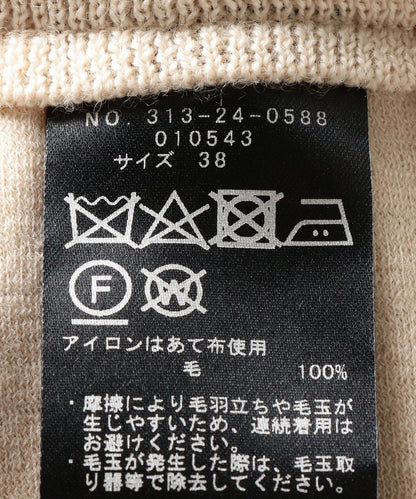 NO. 313-24-0588
010543
サイズ 38
F W
アイロンはあて布使用
毛 100%
・摩擦により毛羽立ちや毛玉が
生じやすいため、連続着用は
お避けください。
・毛玉が発生した際は、毛玉取
り器等で除去してください。